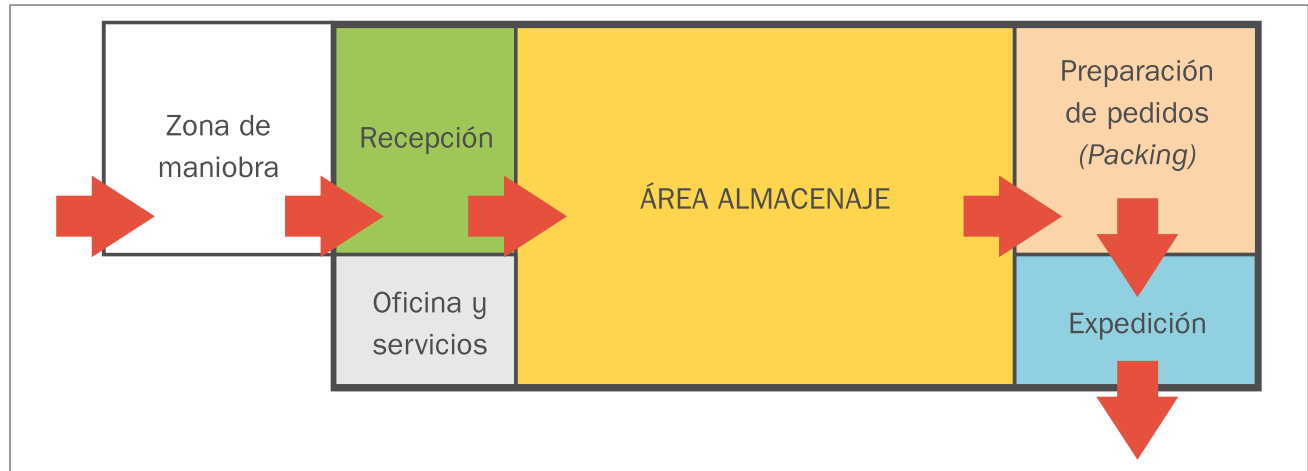 Zona de
maniobra
Recepción
Oficina y
servicios
ÁREA ALMACENAJE
Preparación
de pedidos
(Packing)
Expedición